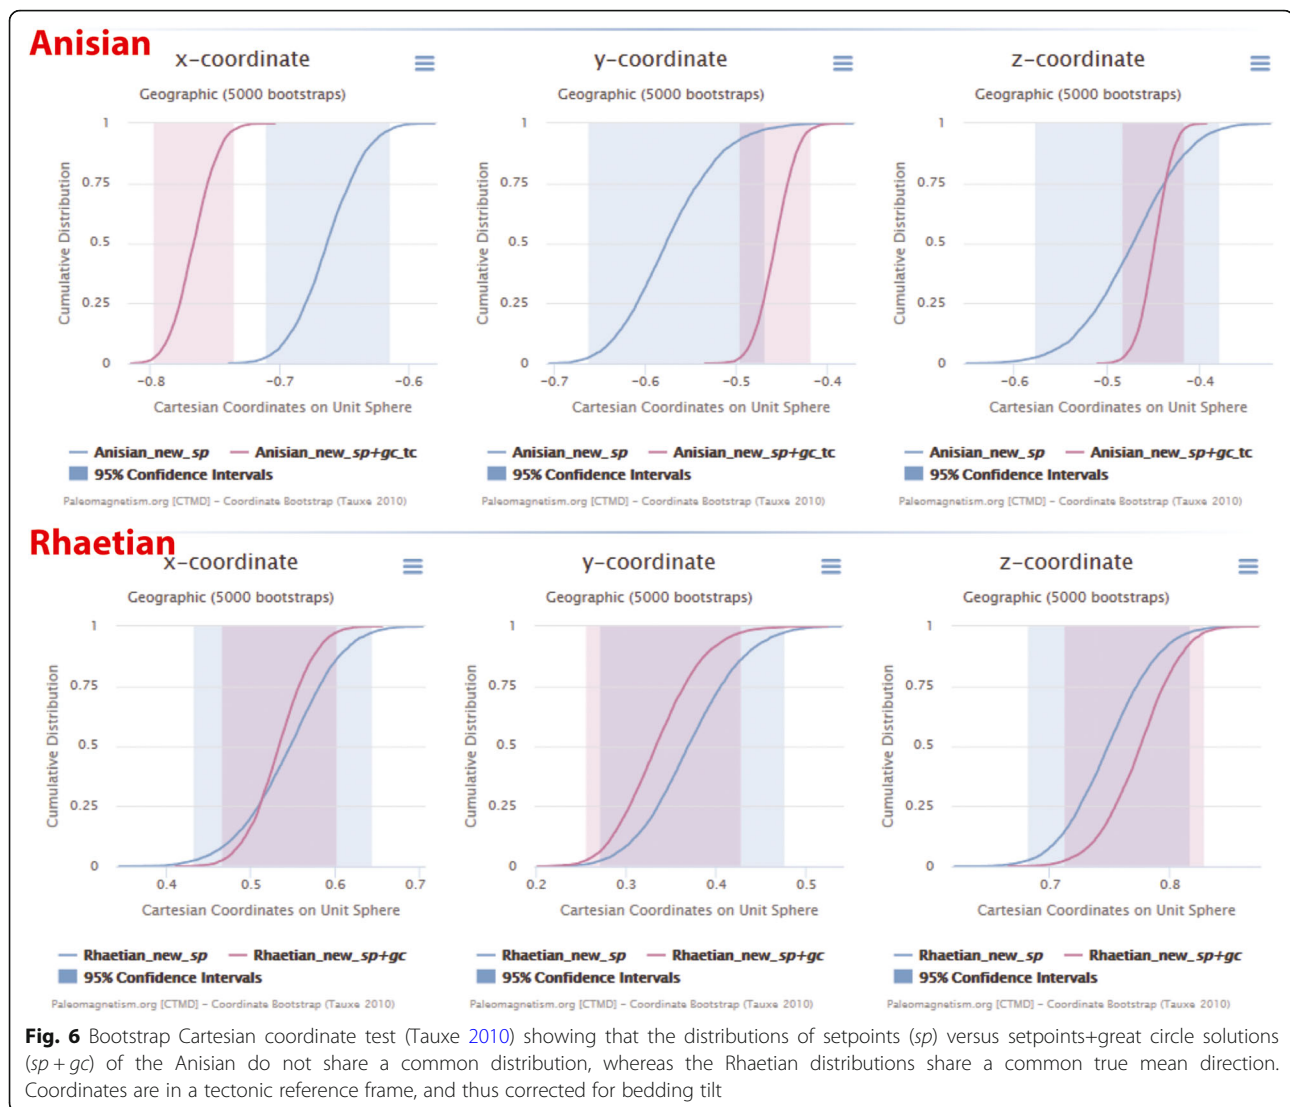 Anisian
x-coordinate
Geographic (5000 bootstraps)
Cumulative Distribution
1
0.75
0.5
0.25
0
−0.8
−0.7
−0.6
Cartesian Coordinates on Unit Sphere
Anisian_new_sp
Anisian_new_sp+gc_tc
95% Confidence Intervals
Paleomagnetism.org [CTMD] – Coordinate Bootstrap (Tauxe 2010)
y-coordinate
Geographic (5000 bootstraps)
Cumulative Distribution
1
0.75
0.5
0.25
0
−0.7
−0.6
−0.5
−0.4
Cartesian Coordinates on Unit Sphere
Anisian_new_sp
Anisian_new_sp+gc_tc
95% Confidence Intervals
Paleomagnetism.org [CTMD] – Coordinate Bootstrap (Tauxe 2010)
z-coordinate
Geographic (5000 bootstraps)
Cumulative Distribution
1
0.75
0.5
0.25
0
−0.6
−0.5
−0.4
Cartesian Coordinates on Unit Sphere
Anisian_new_sp
Anisian_new_sp+gc_tc
95% Confidence Intervals
Paleomagnetism.org [CTMD] – Coordinate Bootstrap (Tauxe 2010)
Rhaetian
x-coordinate
Geographic (5000 bootstraps)
Cumulative Distribution
1
0.75
0.5
0.25
0
0.4
0.5
0.6
0.7
Cartesian Coordinates on Unit Sphere
Rhaetian_new_sp
Rhaetian_new_sp+gc
95% Confidence Intervals
Paleomagnetism.org [CTMD] – Coordinate Bootstrap (Tauxe 2010)
y-coordinate
Geographic (5000 bootstraps)
Cumulative Distribution
1
0.75
0.5
0.25
0
0.2
0.3
0.4
0.5
Cartesian Coordinates on Unit Sphere
Rhaetian_new_sp
Rhaetian_new_sp+gc
95% Confidence Intervals
Paleomagnetism.org [CTMD] – Coordinate Bootstrap (Tauxe 2010)
z-coordinate
Geographic (5000 bootstraps)
Cumulative Distribution
1
0.75
0.5
0.25
0
0.7
0.8
Cartesian Coordinates on Unit Sphere
Rhaetian_new_sp
Rhaetian_new_sp+gc
95% Confidence Intervals
Paleomagnetism.org [CTMD] – Coordinate Bootstrap (Tauxe 2010)
Fig. 6 Bootstrap Cartesian coordinate test (Tauxe 2010) showing that the distributions of setpoints (sp) versus setpoints+great circle solutions
(sp + gc) of the Anisian do not share a common distribution, whereas the Rhaetian distributions share a common true mean direction.
Coordinates are in a tectonic reference frame, and thus corrected for bedding tilt